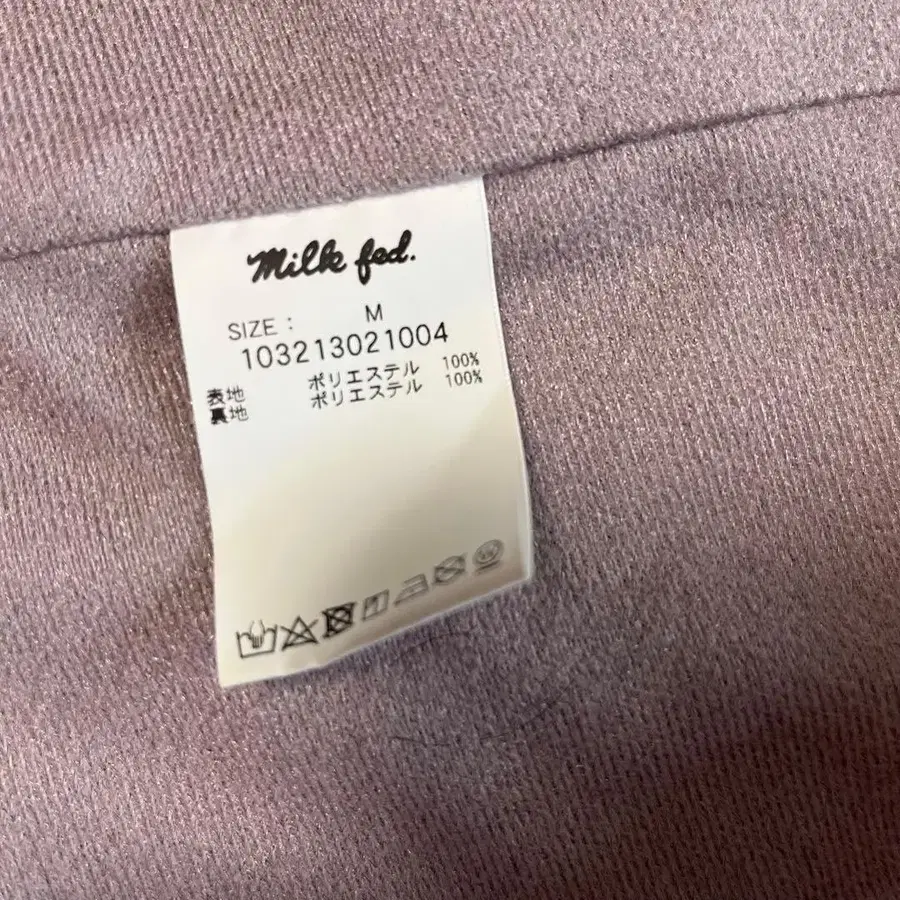 Milk fed.
SIZE : M
103213021004
表地 ポリエステル 100%
裏地 ポリエステル 100%